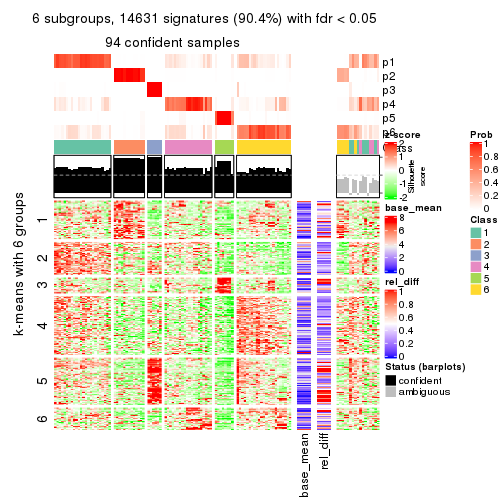 6 subgroups, 14631 signatures (90.4%) with fdr < 0.05
94 confident samples
p1
p2
p3
p4
p5
p6
Class
Silhouette
score
k-means with 6 groups
1
2
3
4
5
6
base_mean
rel_diff
z-score
2
1
0
-1
-2
base_mean
8
6
4
2
0
rel_diff
1
0.8
0.6
0.4
0.2
0
Status (barplots)
confident
ambiguous
Prob
1
0.8
0.6
0.4
0.2
0
Class
1
2
3
4
5
6